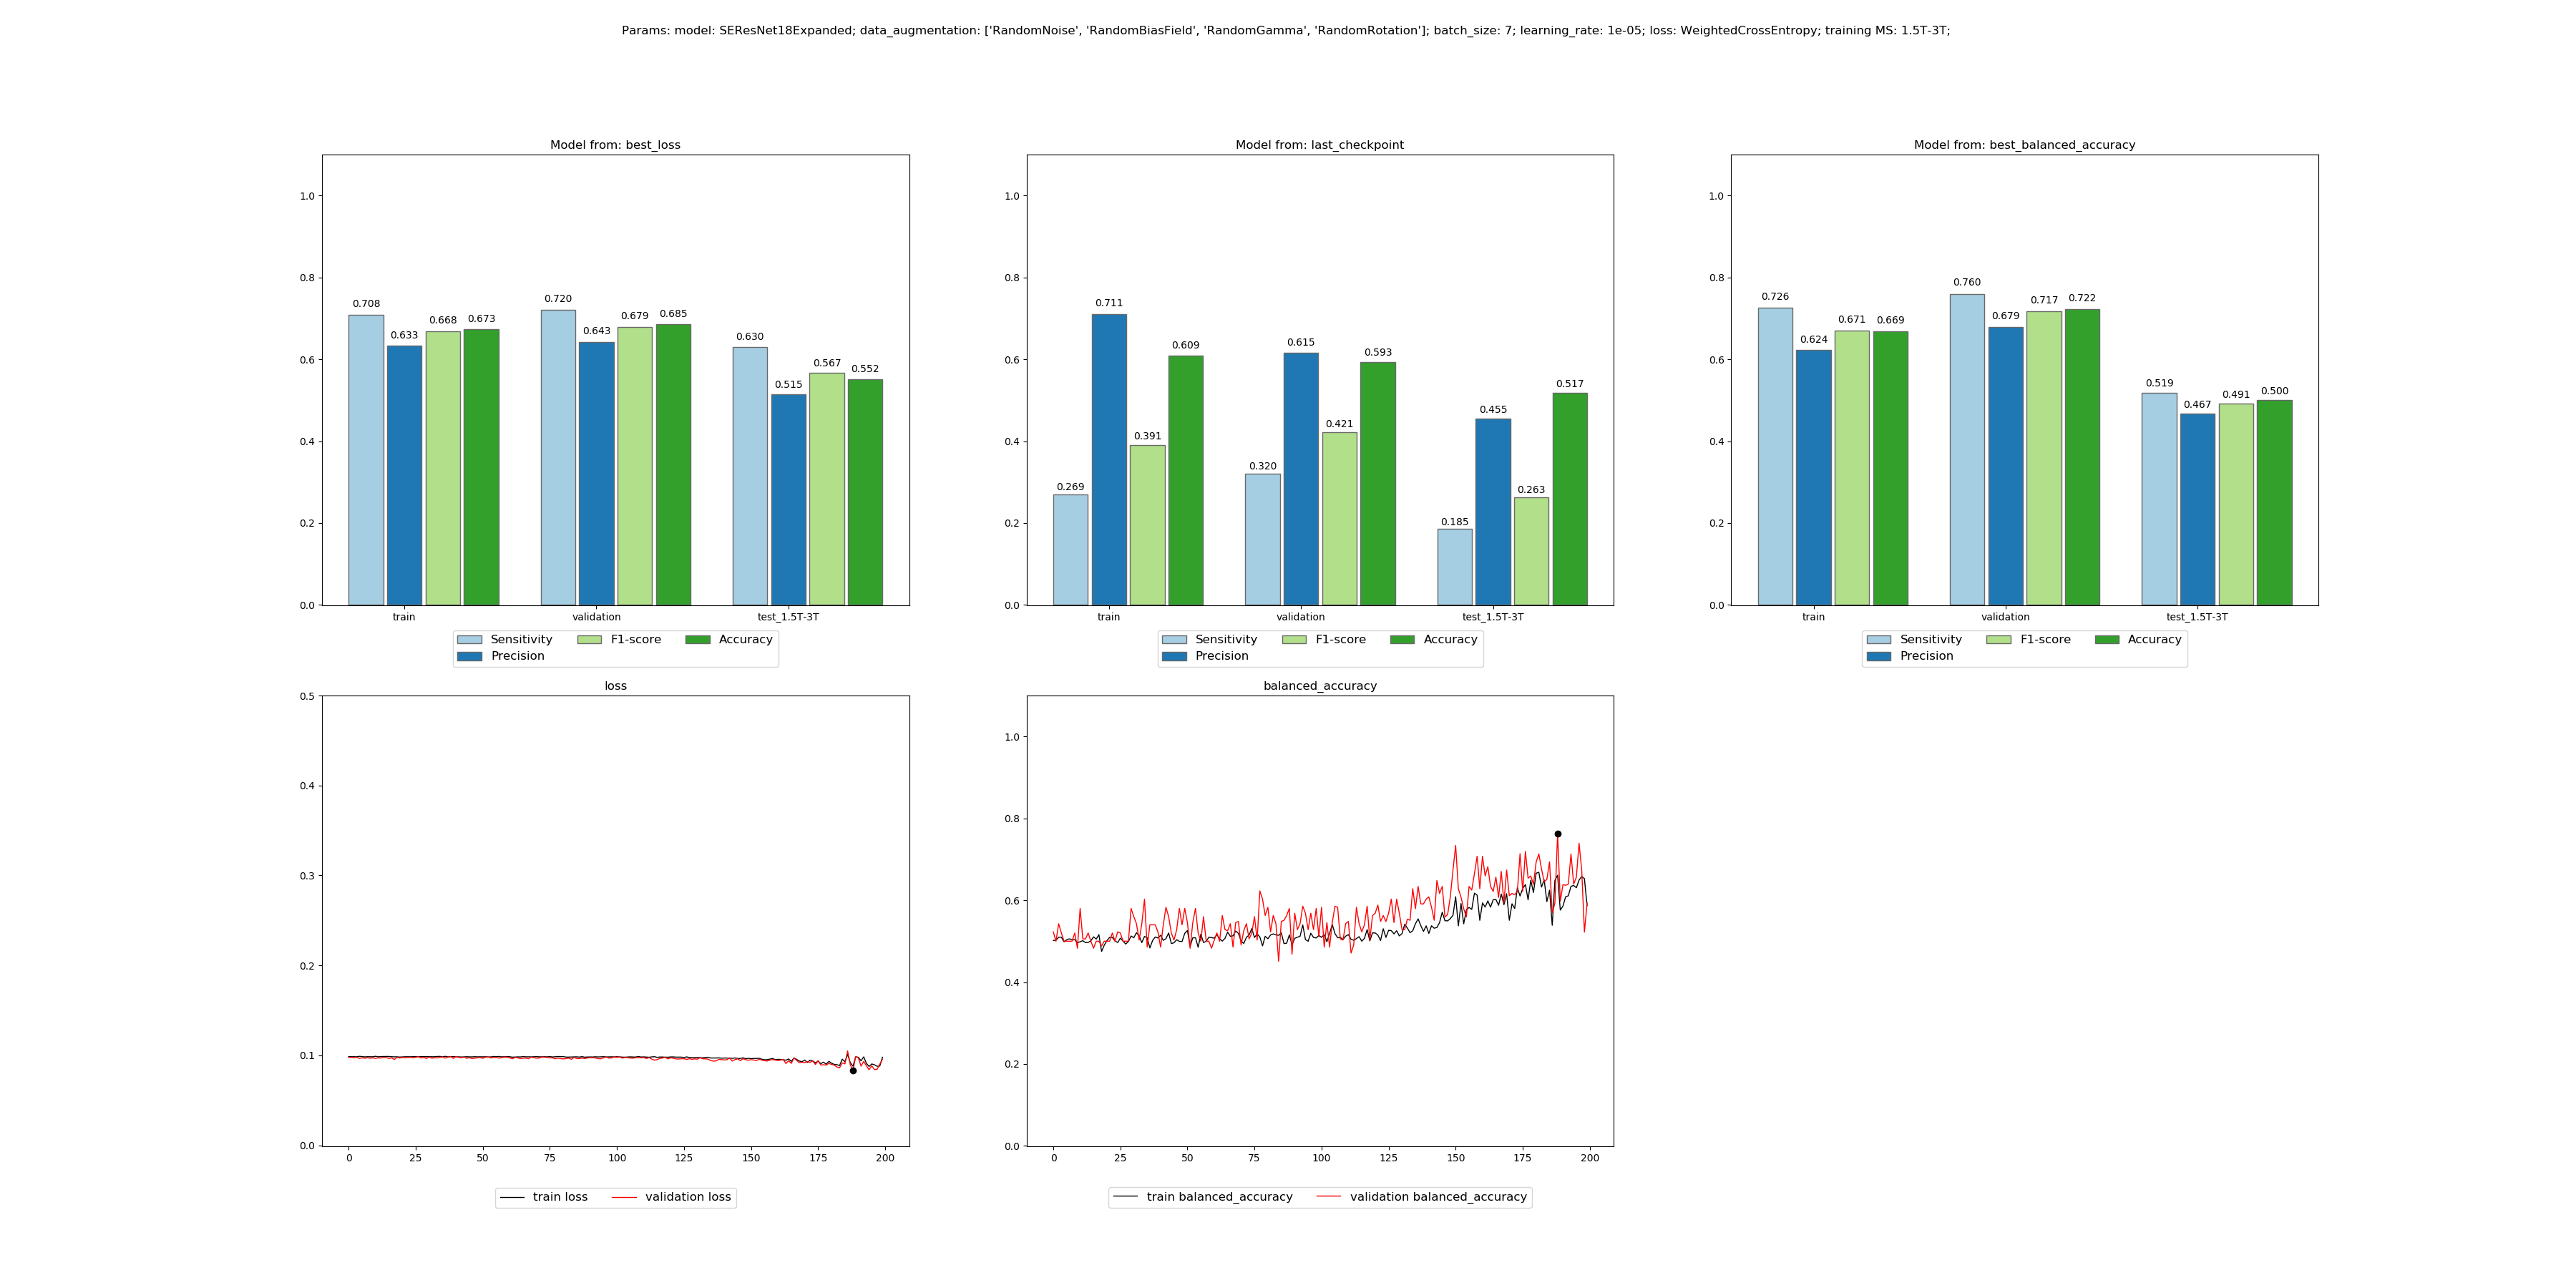 Params: model: SEResNet18Expanded; data_augmentation: ['RandomNoise', 'RandomBiasField', 'RandomGamma', 'RandomRotation']; batch_size: 7; learning_rate: 1e-05; loss: WeightedCrossEntropy; training MS: 1.5T-3T;
Model from: best_loss
1.0
0.8
0.6
0.4
0.2
0.0
0.708
0.633
0.668
0.673
0.720
0.643
0.679
0.685
0.630
0.515
0.567
0.552
train
validation
test_1.5T-3T
Sensitivity
F1-score
Accuracy
Precision
Model from: last_checkpoint
1.0
0.8
0.6
0.4
0.2
0.0
0.269
0.711
0.391
0.609
0.320
0.615
0.421
0.593
0.185
0.455
0.263
0.517
train
validation
test_1.5T-3T
Sensitivity
F1-score
Accuracy
Precision
Model from: best_balanced_accuracy
1.0
0.8
0.6
0.4
0.2
0.0
0.726
0.624
0.671
0.669
0.760
0.679
0.717
0.722
0.519
0.467
0.491
0.500
train
validation
test_1.5T-3T
Sensitivity
F1-score
Accuracy
Precision
loss
0.5
0.4
0.3
0.2
0.1
0.0
0
25
50
75
100
125
150
175
200
train loss
validation loss
balanced_accuracy
1.0
0.8
0.6
0.4
0.2
0.0
0
25
50
75
100
125
150
175
200
train balanced_accuracy
validation balanced_accuracy